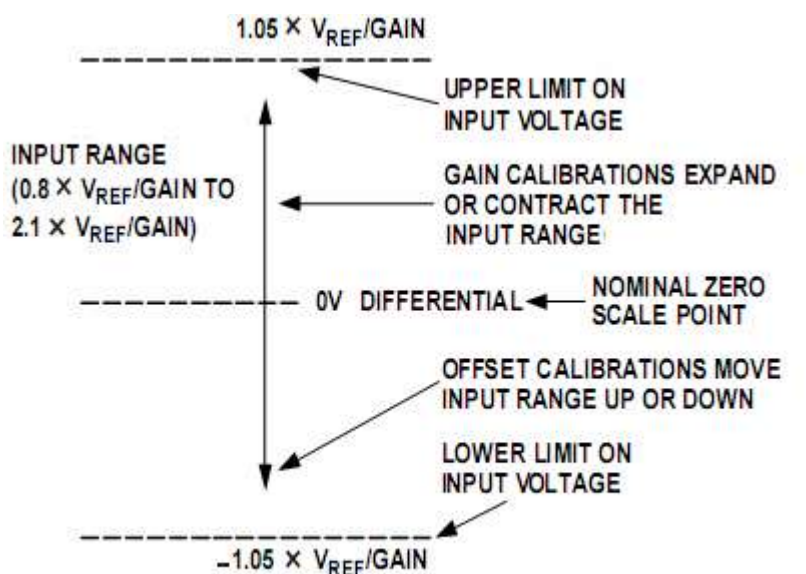 1.05 × VREF/GAIN
UPPER LIMIT ON
INPUT VOLTAGE
INPUT RANGE
(0.8 × VREF/GAIN TO
2.1 × VREF/GAIN)
GAIN CALIBRATIONS EXPAND
OR CONTRACT THE
INPUT RANGE
0V DIFFERENTIAL
NOMINAL ZERO
SCALE POINT
OFFSET CALIBRATIONS MOVE
INPUT RANGE UP OR DOWN
LOWER LIMIT ON
INPUT VOLTAGE
–1.05 × VREF/GAIN